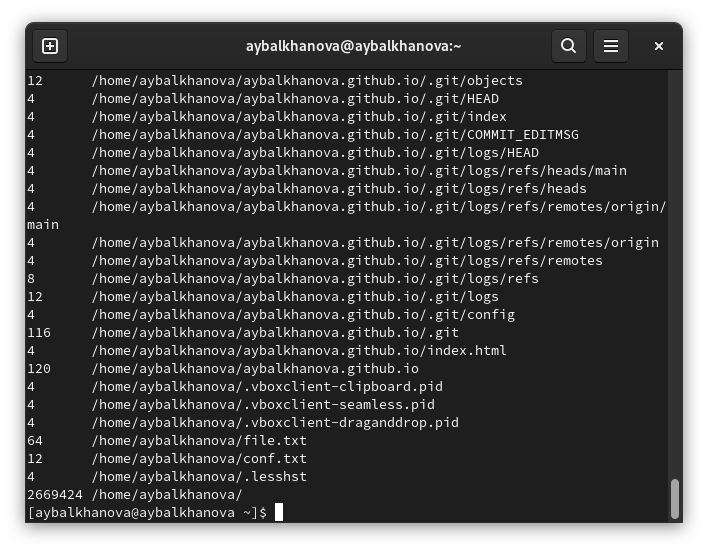 aybalkhanova@aybalkhanova:~
12 /home/aybalkhanova/aybalkhanova.github.io/.git/objects
4 /home/aybalkhanova/aybalkhanova.github.io/.git/HEAD
4 /home/aybalkhanova/aybalkhanova.github.io/.git/index
4 /home/aybalkhanova/aybalkhanova.github.io/.git/COMMIT_EDITMSG
4 /home/aybalkhanova/aybalkhanova.github.io/.git/logs/HEAD
4 /home/aybalkhanova/aybalkhanova.github.io/.git/logs/refs/heads/main
4 /home/aybalkhanova/aybalkhanova.github.io/.git/logs/refs/heads
4 /home/aybalkhanova/aybalkhanova.github.io/.git/logs/refs/remotes/origin/
main
4 /home/aybalkhanova/aybalkhanova.github.io/.git/logs/refs/remotes/origin
4 /home/aybalkhanova/aybalkhanova.github.io/.git/logs/refs/remotes
8 /home/aybalkhanova/aybalkhanova.github.io/.git/logs/refs
12 /home/aybalkhanova/aybalkhanova.github.io/.git/logs
4 /home/aybalkhanova/aybalkhanova.github.io/.git/config
116 /home/aybalkhanova/aybalkhanova.github.io/.git
4 /home/aybalkhanova/aybalkhanova.github.io/index.html
120 /home/aybalkhanova/aybalkhanova.github.io
4 /home/aybalkhanova/.vboxclient-clipboard.pid
4 /home/aybalkhanova/.vboxclient-seamless.pid
4 /home/aybalkhanova/.vboxclient-draganddrop.pid
64 /home/aybalkhanova/file.txt
12 /home/aybalkhanova/conf.txt
4 /home/aybalkhanova/.lesshst
2669424 /home/aybalkhanova/
[aybalkhanova@aybalkhanova ~]$